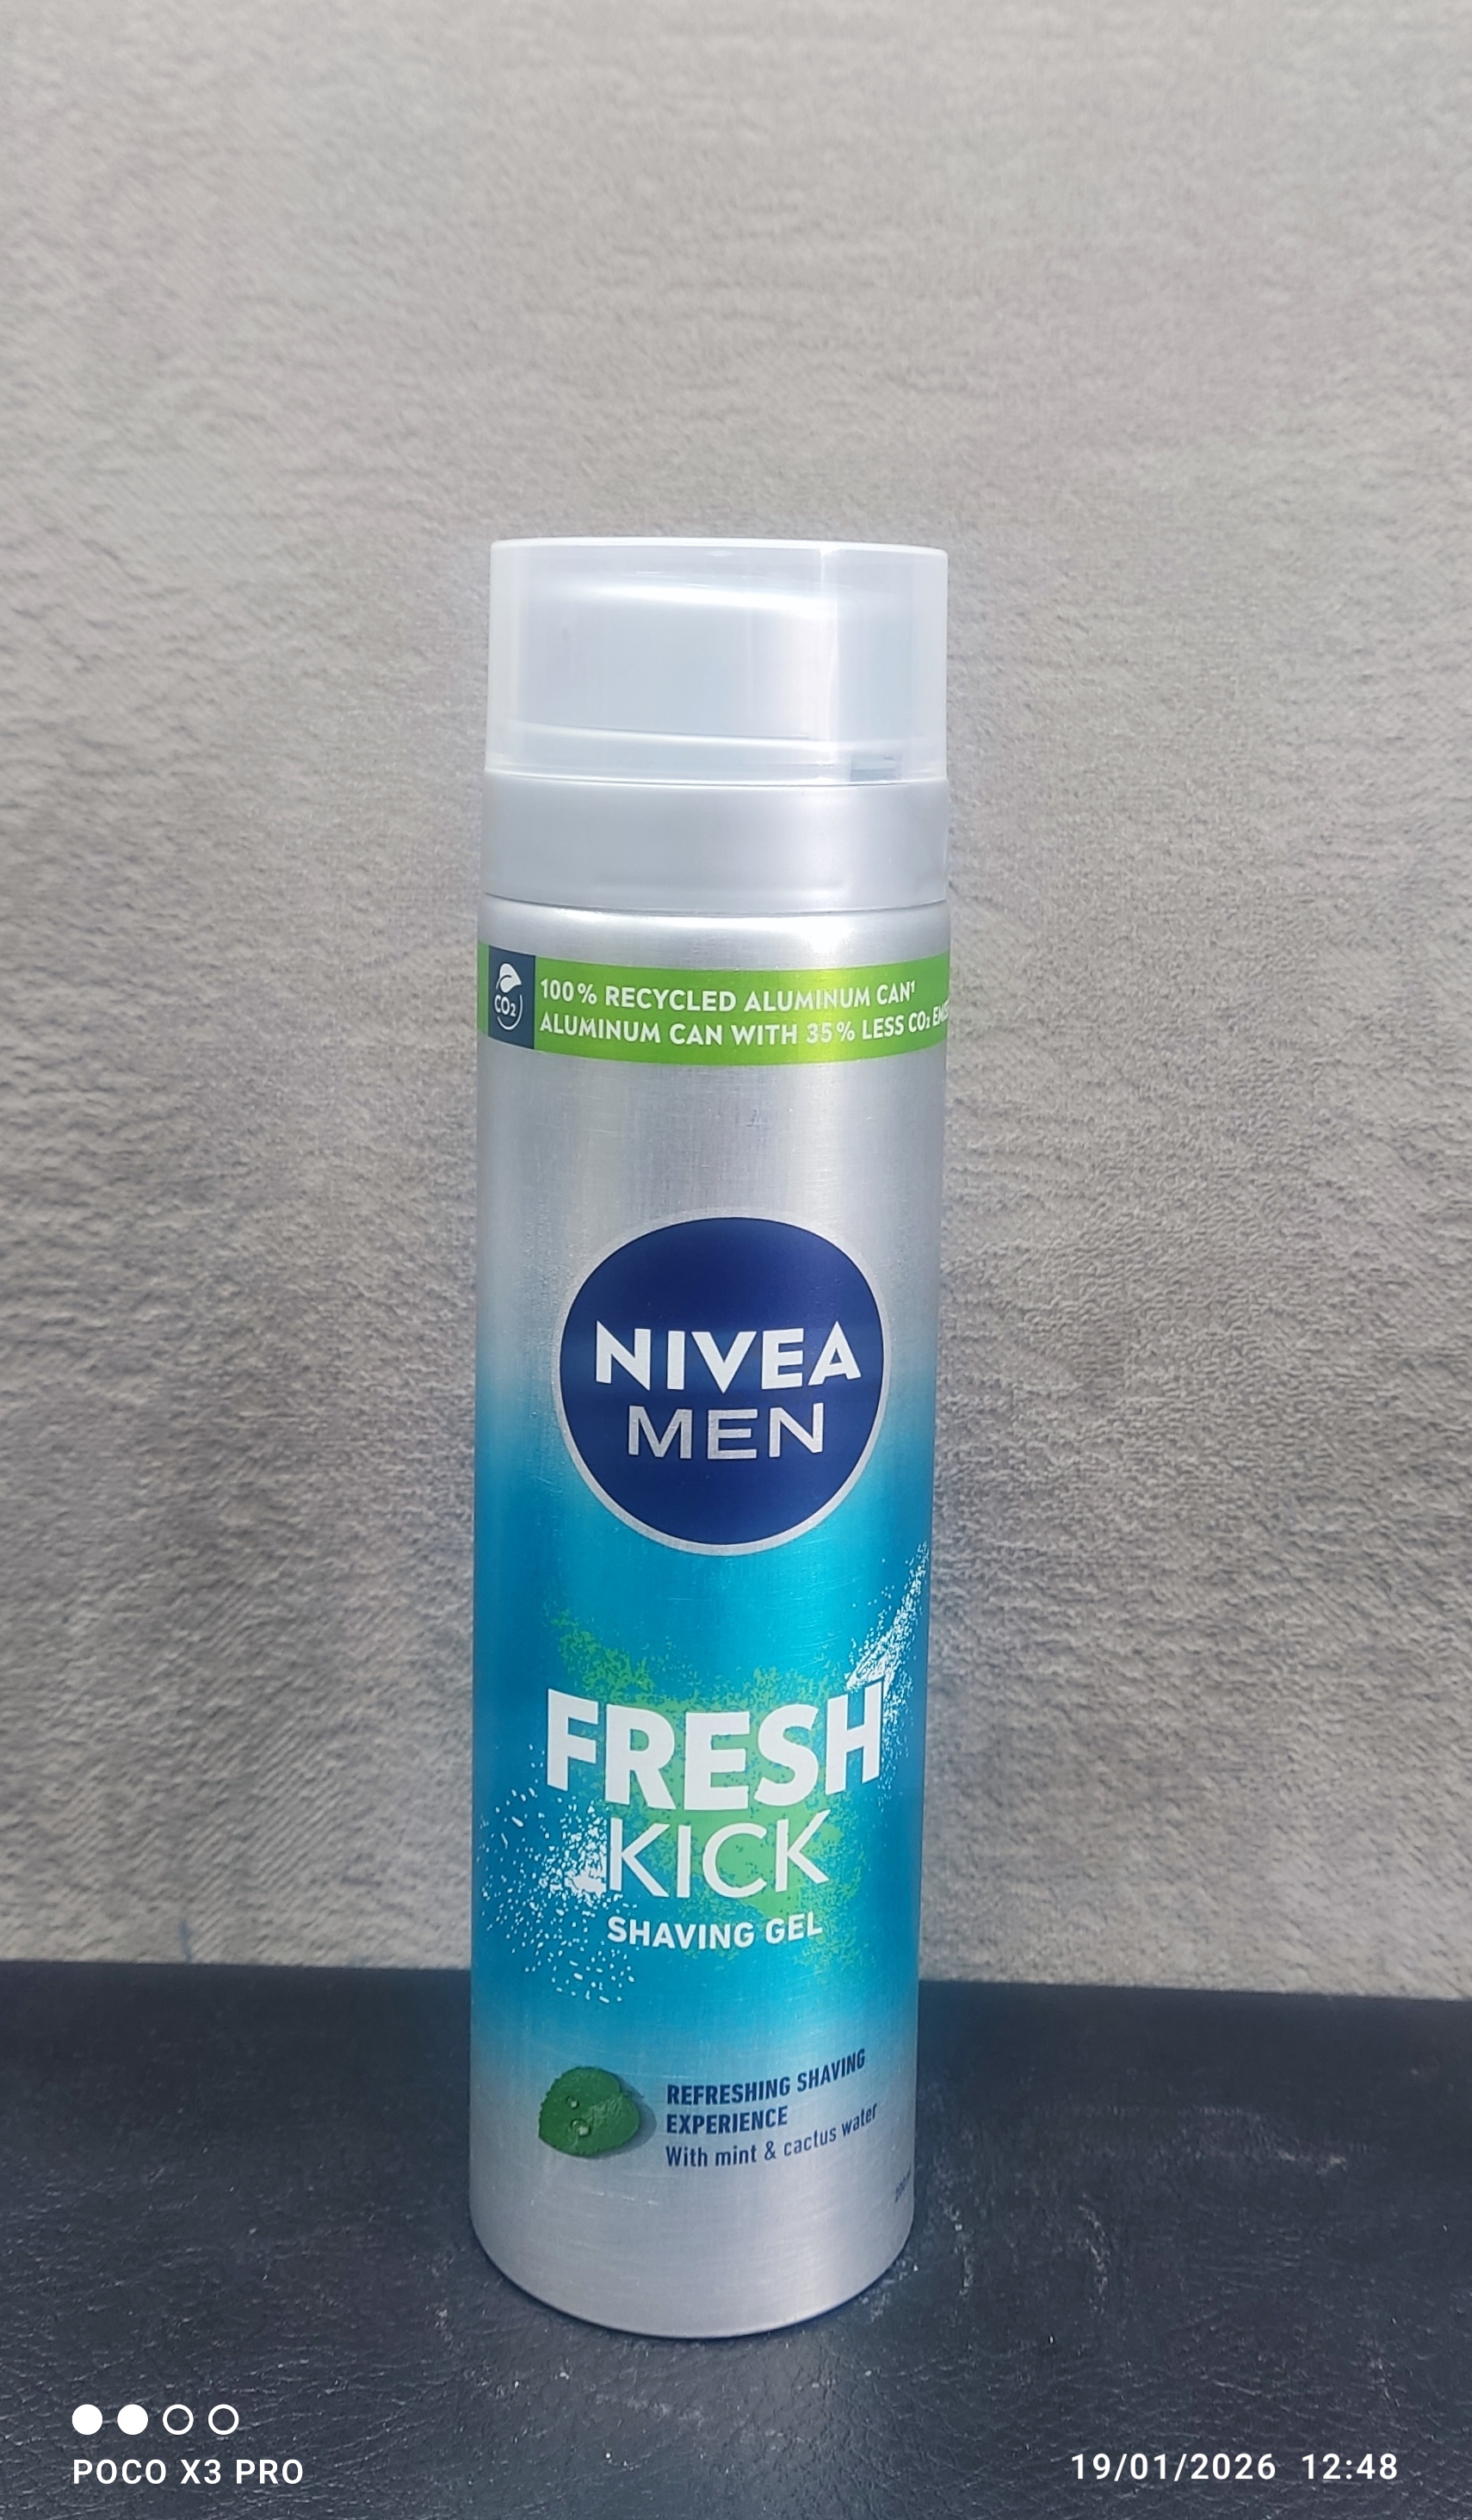 CO₂
100% RECYCLED ALUMINUM CAN¹
ALUMINUM CAN WITH 35% LESS CO₂
NIVEA
MEN
FRESH
KICK
SHAVING GEL
REFRESHING SHAVING
EXPERIENCE
With mint & cactus water
POCO X3 PRO
19/01/2026 12:48